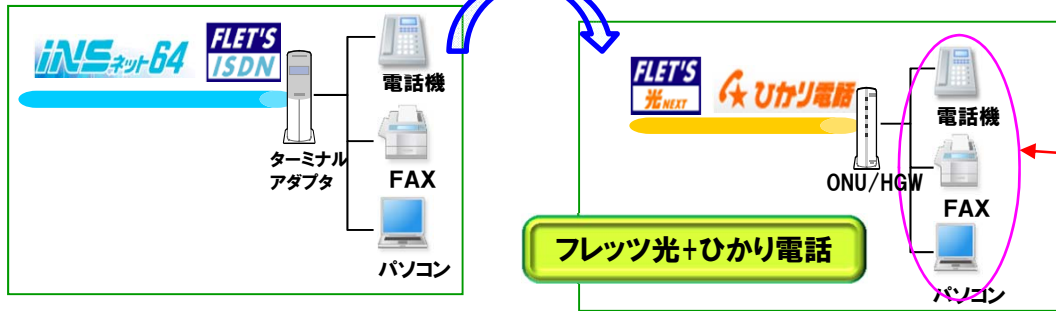 INSネット64
FLET'S
ISDN
ターミナル
アダプタ
電話機
FAX
パソコン
FLET'S
光NEXT
ひかり電話
ONU/HGW
電話機
FAX
パソコン
フレッツ光+ひかり電話